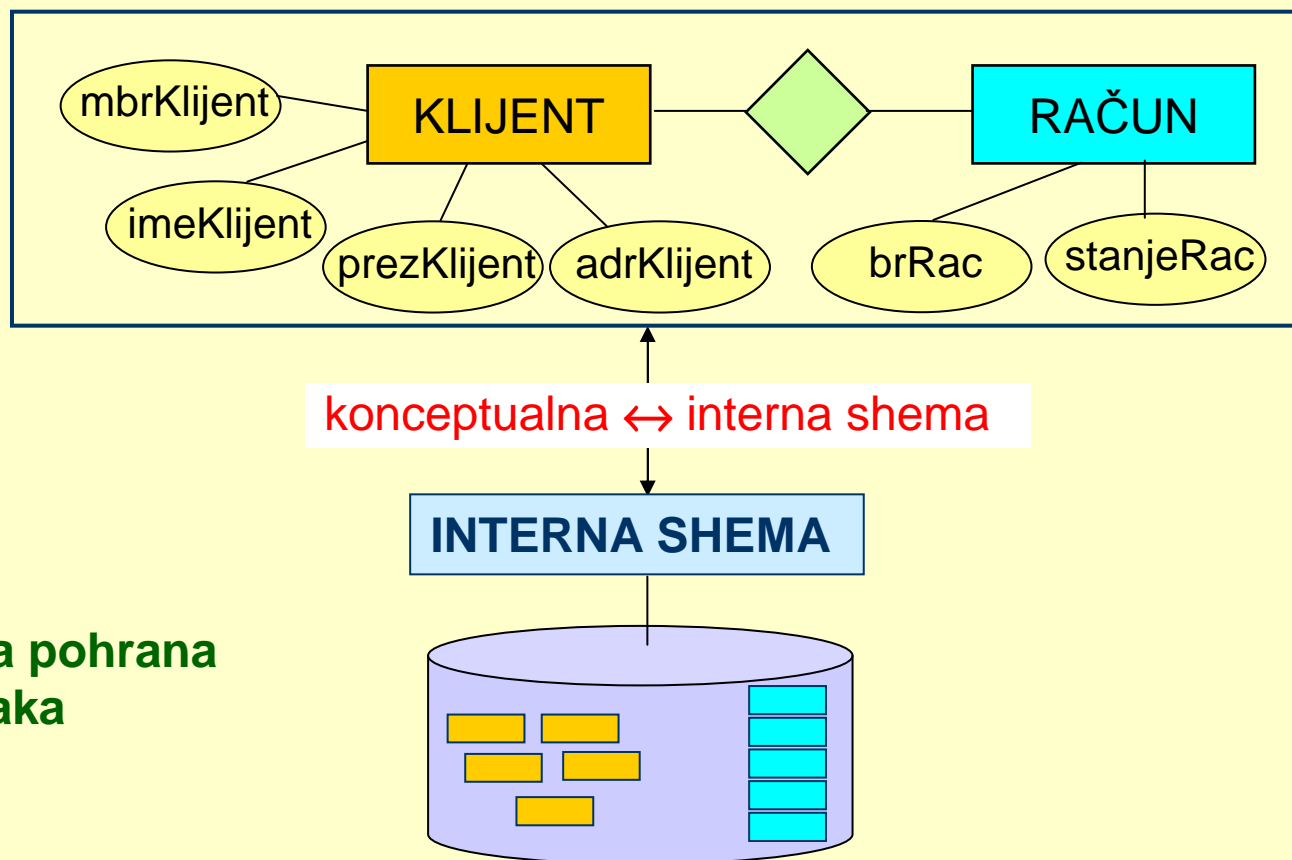 mbrKlijent
KLIJENT
RAČUN
imeKlijent
prezKlijent
adrKlijent
brRac
stanjeRac
konceptualna ↔ interna shema
INTERNA SHEMA
a pohrana
aka